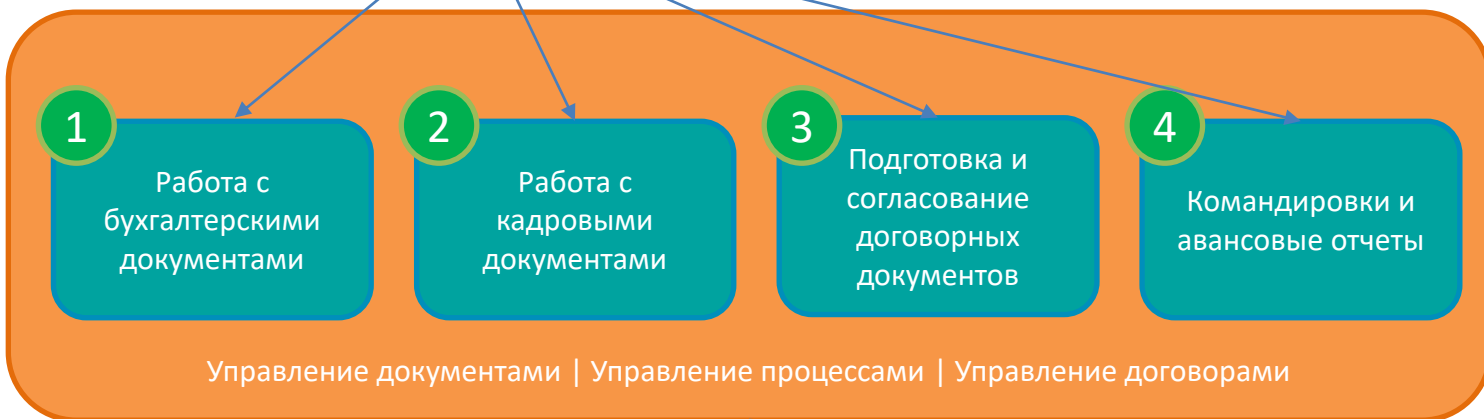 1
Работа с
бухгалтерскими
документами
2
Работа с
кадровыми
документами
3
Подготовка и
согласование
договорных
документов
4
Командировки и
авансовые отчеты
Управление документами | Управление процессами | Управление договорами